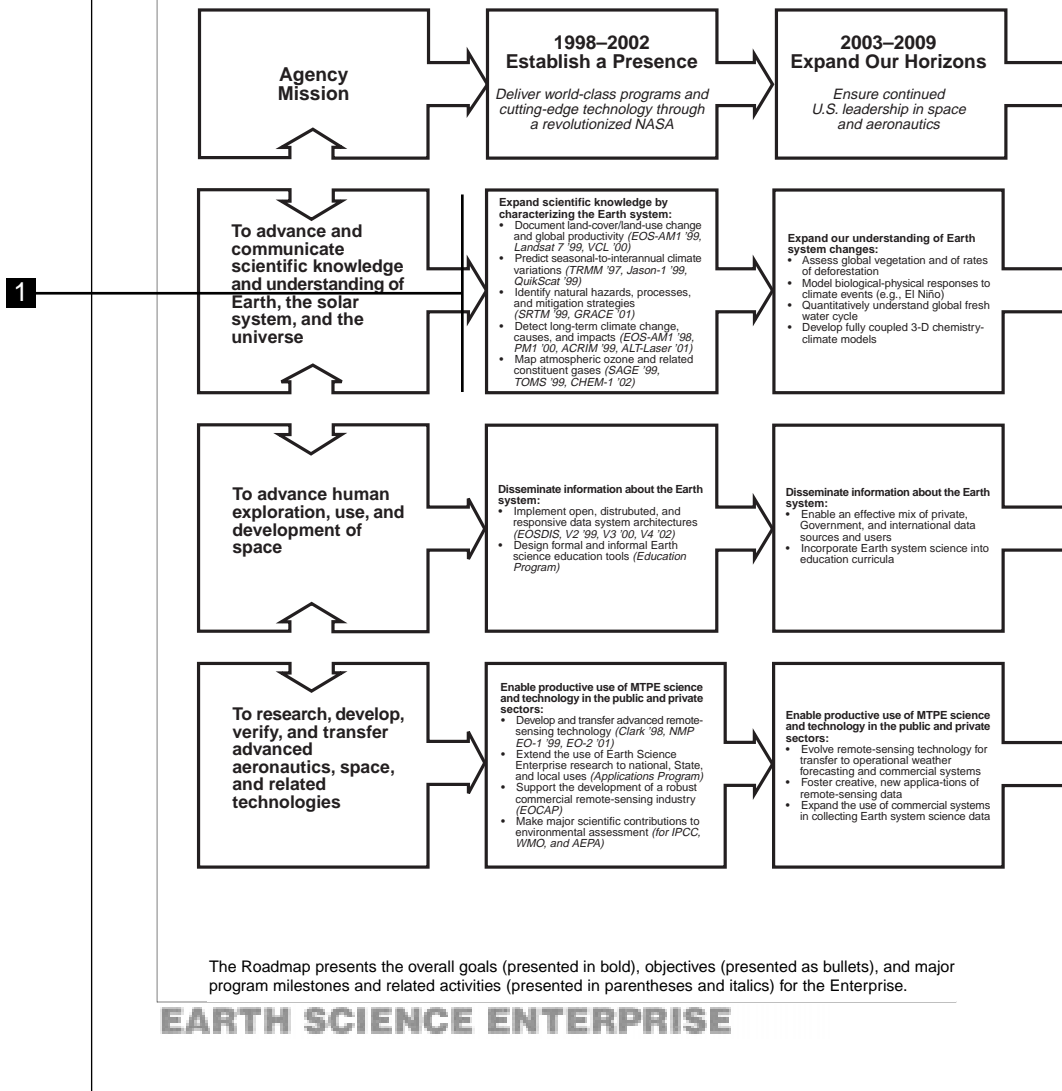 Agency
Mission
1998–2002
Establish a Presence
Deliver world-class programs and
cutting-edge technology through
a revolutionized NASA
2003–2009
Expand Our Horizons
Ensure continued
U.S. leadership in space
and aeronautics
1
To advance and
communicate
scientific knowledge
and understanding of
Earth, the solar
system, and the
universe
Expand scientific knowledge by
characterizing the Earth system:
• Document land-cover/land-use change
and global productivity (EOS-AM1 ’99,
Landsat 7 ’99, VCL ’00)
• Predict seasonal-to-interannual climate
variations (TRMM ’97, Jason-1 ’99,
QuikScat ’99)
• Identify natural hazards, processes,
and mitigation strategies
(SRTM ’99, GRACE ’01)
• Detect long-term climate change,
causes, and impacts (EOS-AM1 ’98,
PM1 ’00, ACRIM ’99, ALT-Laser ’01)
• Map atmospheric ozone and related
constituent gases (SAGE ’99,
TOMS ’99, CHEM-1 ’02)
Expand our understanding of Earth
system changes:
• Assess global vegetation and of rates
of deforestation
• Model biological-physical responses to
climate events (e.g., El Niño)
• Quantitatively understand global fresh
water cycle
• Develop fully coupled 3-D chemistry-
climate models
To advance human
exploration, use, and
development of
space
Disseminate information about the Earth
system:
• Implement open, distrubuted, and
responsive data system architectures
(EOSDIS, V2 ’99, V3 ’00, V4 ’02)
• Design formal and informal Earth
science education tools (Education
Program)
Disseminate information about the Earth
system:
• Enable an effective mix of private,
Government, and international data
sources and users
• Incorporate Earth system science into
education curricula
To research, develop,
verify, and transfer
advanced
aeronautics, space,
and related
technologies
Enable productive use of MTPE science
and technology in the public and private
sectors:
• Develop and transfer advanced remote-
sensing technology (Clark ’98, NMP
EO-1 ’99, EO-2 ’01)
• Extend the use of Earth Science
Enterprise research to national, State,
and local uses (Applications Program)
• Support the development of a robust
commercial remote-sensing industry
(EOCAP)
• Make major scientific contributions to
environmental assessment (for IPCC,
WMO, and AEPA)
Enable productive use of MTPE science
and technology in the public and private
sectors:
• Evolve remote-sensing technology for
transfer to operational weather
forecasting and commercial systems
• Foster creative, new applica-tions of
remote-sensing data
• Expand the use of commercial systems
in collecting Earth system science data
The Roadmap presents the overall goals (presented in bold), objectives (presented as bullets), and major
program milestones and related activities (presented in parentheses and italics) for the Enterprise.
EARTH SCIENCE ENTERPRISE